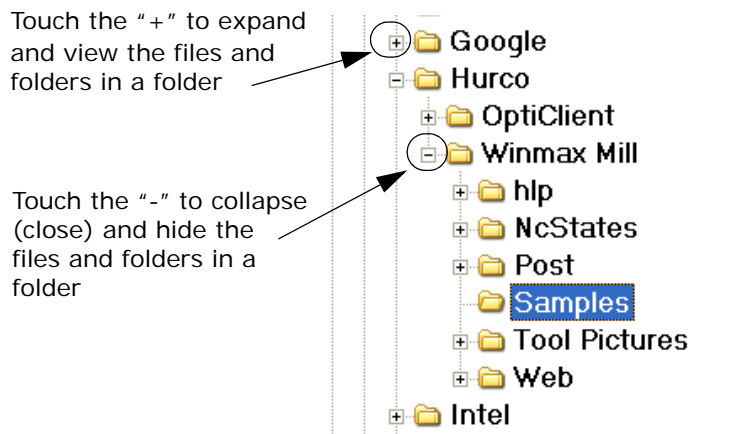 Touch the "+" to expand
and view the files and
folders in a folder
Touch the "-" to collapse
(close) and hide the
files and folders in a
folder
Google
Hurco
OptiClient
Winmax Mill
hlp
NcStates
Post
Samples
Tool Pictures
Web
Intel